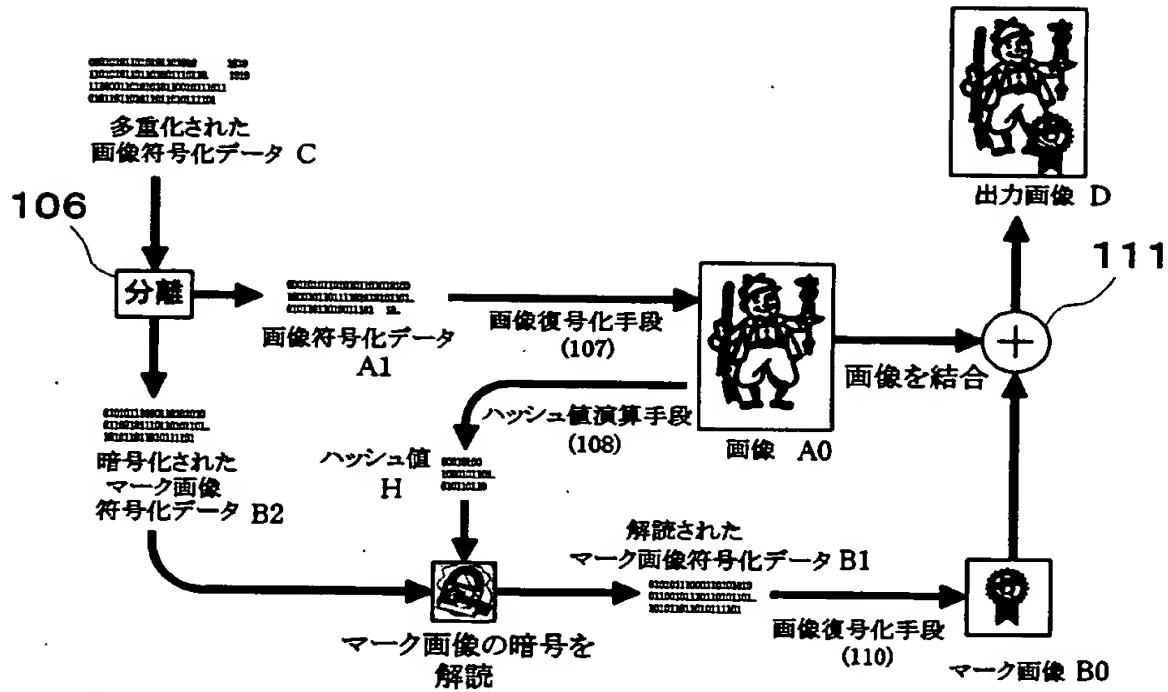 多重化された
画像符号化データ C
106
分離
画像符号化データ
A1
画像復号化手段
(107)
ハッシュ値演算手段
(108)
画像 A0
画像を結合
111
出力画像 D
暗号化された
マーク画像
符号化データ B2
ハッシュ値
H
解読された
マーク画像符号化データB1
マーク画像の暗号を
解読
画像復号化手段
(110)
マーク画像 B0